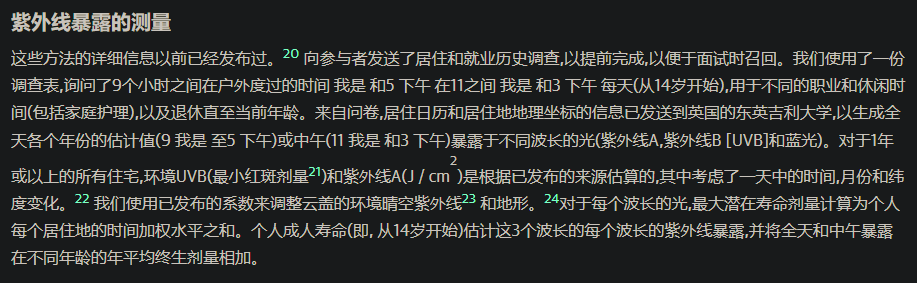 紫外线暴露的测量
这些方法的详细信息以前已经发布过。20 向参与者发送了居住和就业历史调查,以提前完成,以便于面试时召回。我们使用了一份
调查表,询问了9个小时之间在户外度过的时间 我是 和5 下午 在11之间 我是 和3 下午 每天(从14岁开始),用于不同的职业和休闲时
间(包括家庭护理),以及退休直至当前年龄。来自问卷,居住日历和居住地地理坐标的信息已发送到英国的东英吉利大学,以生成全
天各个年份的估计值(9 我是 至5 下午)或中午(11 我是 和3 下午)暴露于不同波长的光(紫外线A,紫外线B [UVB]和蓝光)。对于1年
或以上的所有住宅,环境UVB(最小红斑剂量21)和紫外线A(J / cm2)是根据已发布的来源估算的,其中考虑了一天中的时间,月份和纬
度变化。22 我们使用已发布的系数来调整云盖的环境晴空紫外线23 和地形。24对于每个波长的光,最大潜在寿命剂量计算为个人
每个居住地的时间加权水平之和。个人成人寿命(即, 从14岁开始)估计这3个波长的每个波长的紫外线暴露,并将全天和中午暴露
在不同年龄的年平均终生剂量相加。